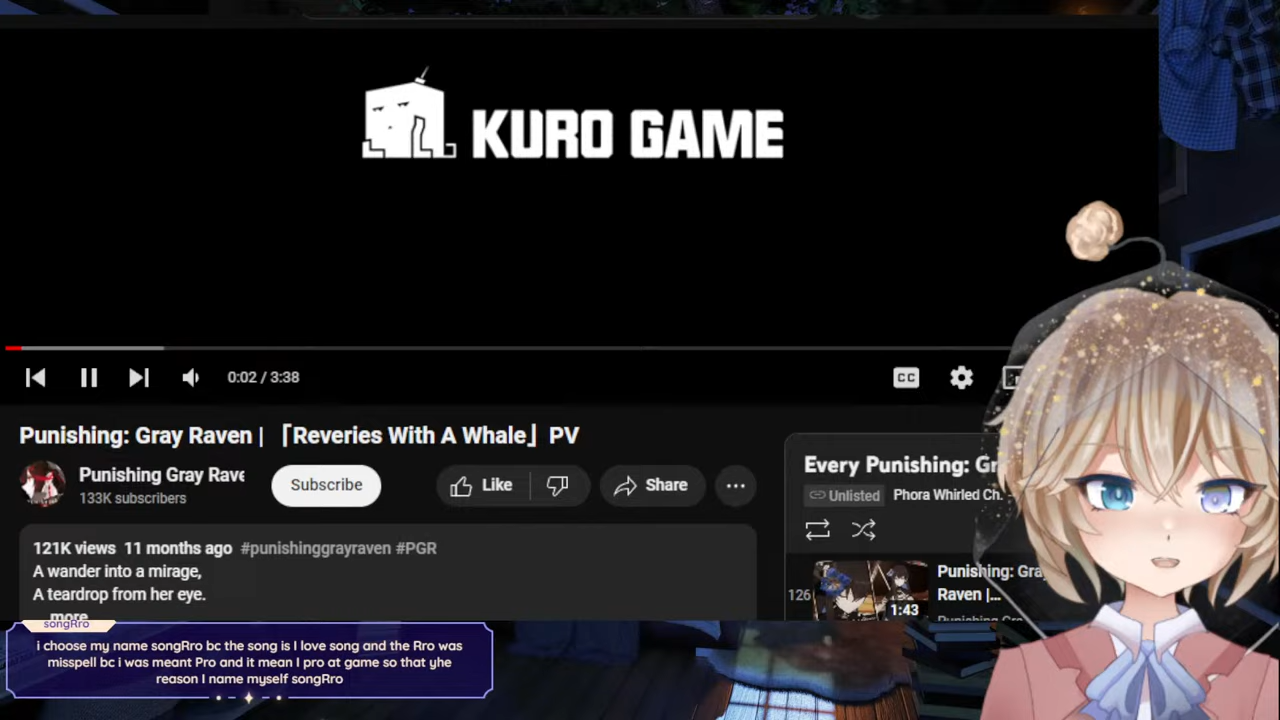 KURO GAME
0:02 / 3:38
CC
Punishing: Gray Raven | 「Reveries With A Whale」 PV
Punishing Gray Rave
133K subscribers
Subscribe
Like
Share
121K views 11 months ago #punishinggrayraven #PGR
A wander into a mirage,
A teardrop from her eye.
...more
Every Punishing: Gr
Unlisted
Phora Whirled Ch.
126
1:43
Punishing: Gra
Raven |...
songRro
i choose my name songRro bc the song is I love song and the Rro was
misspell bc i was meant Pro and it mean I pro at game so that yhe
reason I name myself songRro